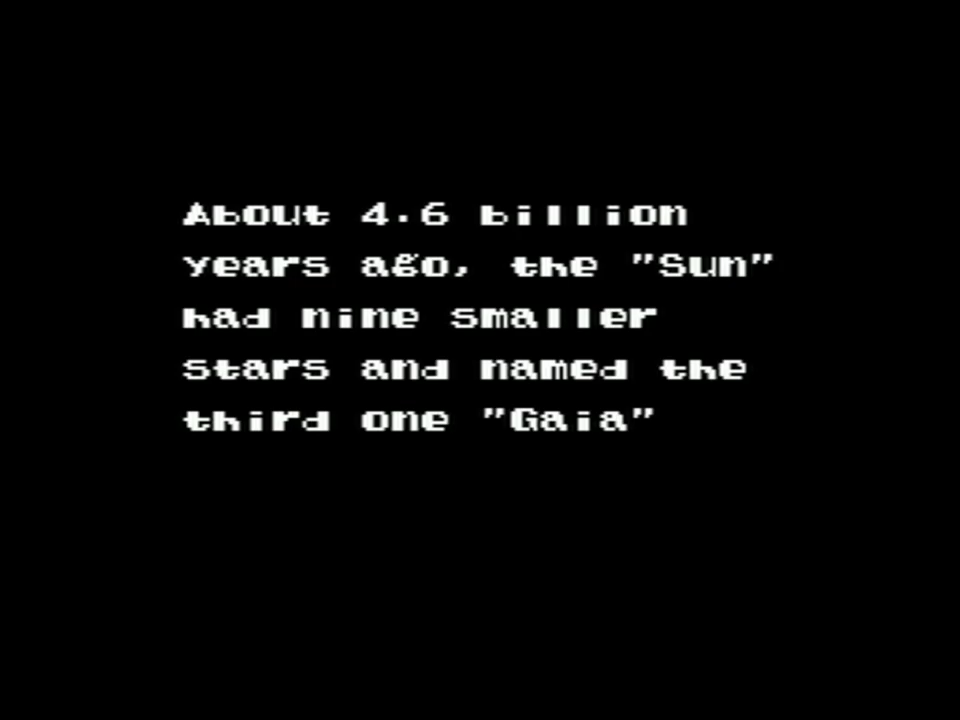 About 4.6 billion
years ago, the "Sun"
had nine smaller
stars and named the
third one "Gaia"